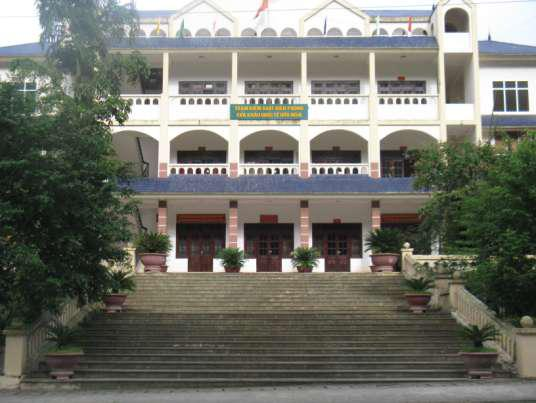 TRẠM KIỂM SOÁT BIÊN PHÒNG
CỬA KHẨU QUỐC TẾ HỮU NGHỊ